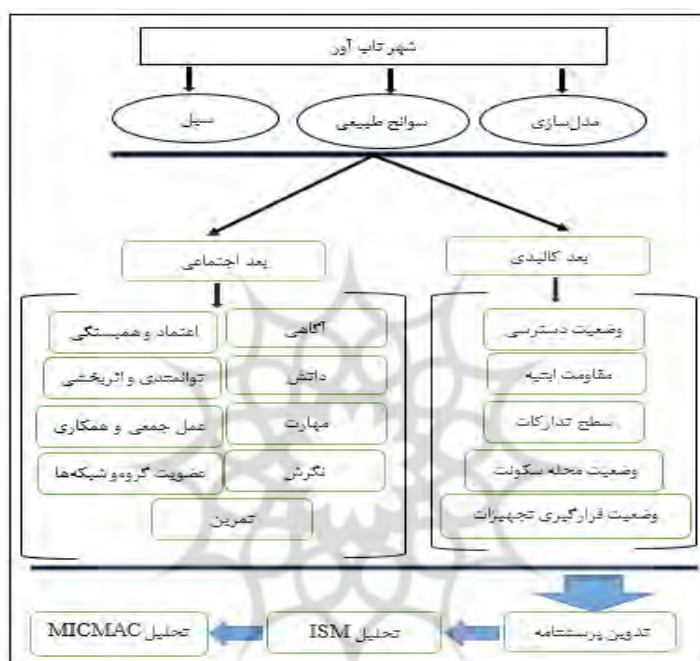 شهر تاب آور
مدل‌سازی
سوانح طبیعی
سیل
بعد کالبدی
بعد اجتماعی
وضعیت دسترسی
مقاومت ابنیه
سطح تدارکات
وضعیت محله سکونت
وضعیت قرارگیری تجهیزات
آگاهی
اعتماد و همبستگی
دانش
توانمندی و اثربخشی
مهارت
عمل جمعی و همکاری
نگرش
عضویت گروه‌و‌شبکه‌ها
تمرین
تدوین پرسشنامه
تحلیل ISM
تحلیل MICMAC